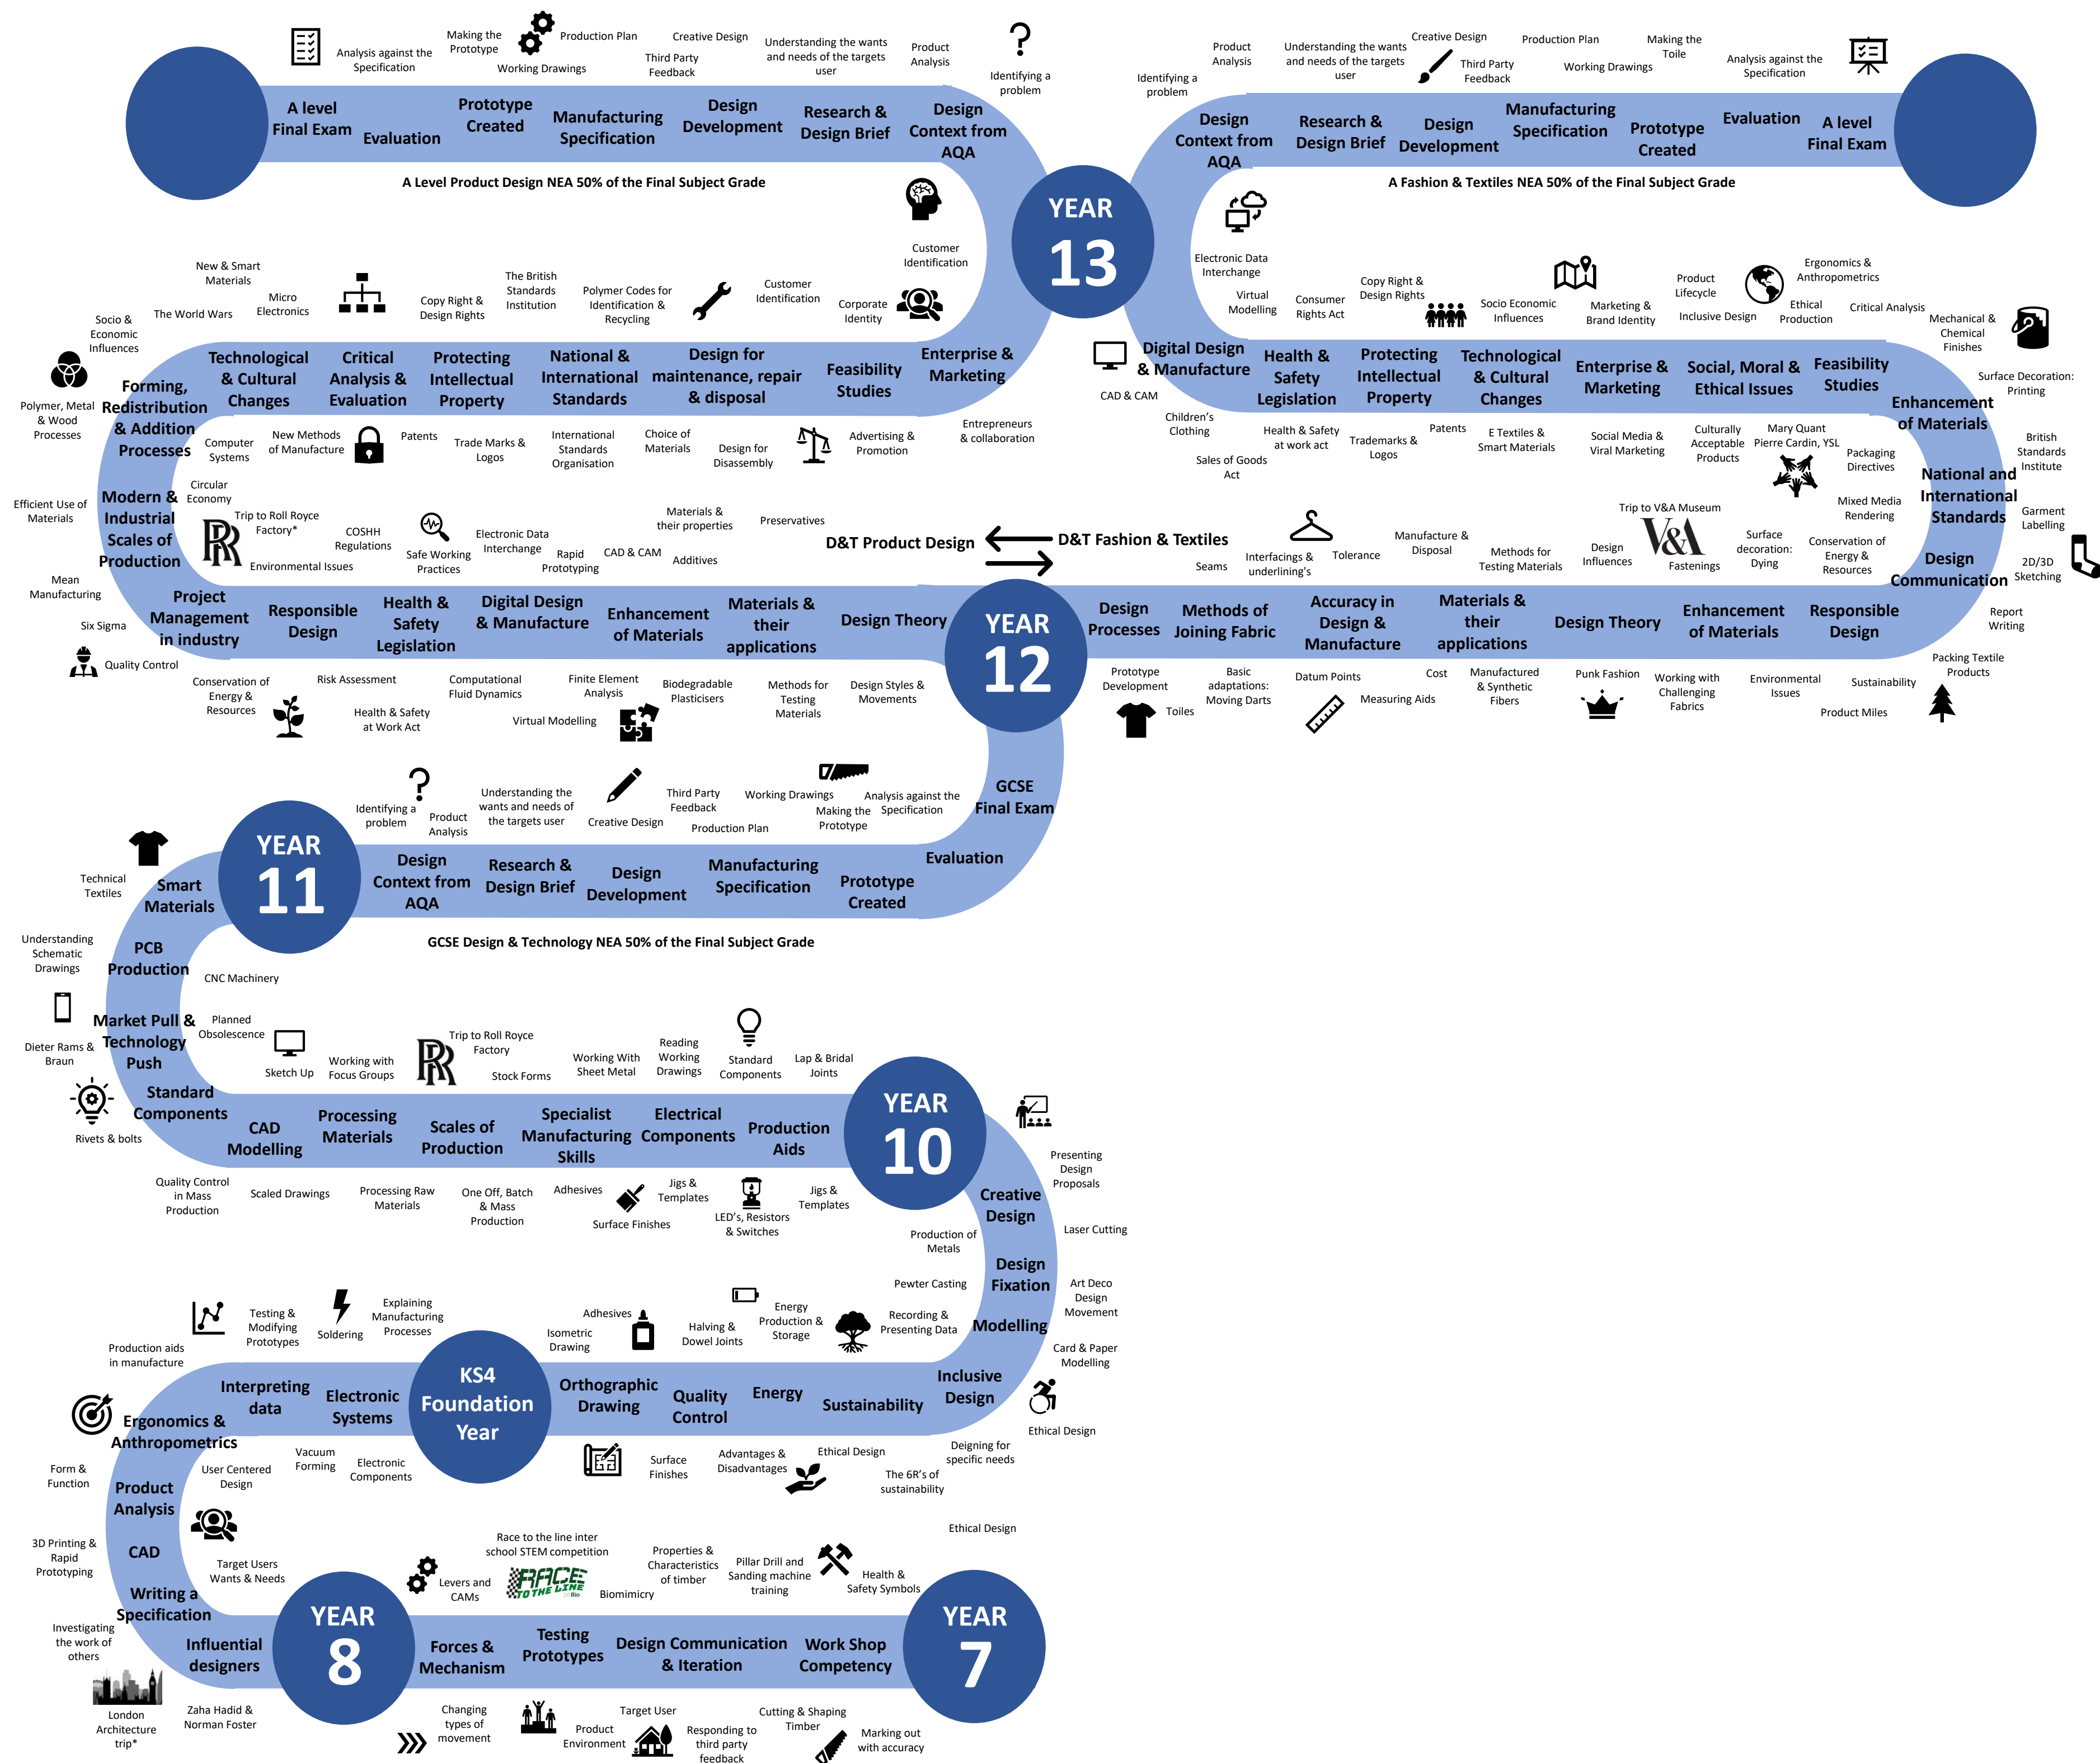 Analysis against the
Specification
Making the
Prototype
Production Plan
Working Drawings
Creative Design
Third Party
Feedback
Understanding the wants
and needs of the targets
user
Product
Analysis
Identifying a
problem
A level
Final Exam
Evaluation
Prototype
Created
Manufacturing
Specification
Design
Development
Research &
Design Brief
Design
Context from
AQA
A Level Product Design NEA 50% of the Final Subject Grade
Identifying a
problem
Product
Analysis
Understanding the wants
and needs of the targets
user
Creative Design
Third Party
Feedback
Production Plan
Working Drawings
Making the
Toile
Analysis against the
Specification
Design
Context from
AQA
Research &
Design Brief
Design
Development
Manufacturing
Specification
Prototype
Created
Evaluation
A level
Final Exam
A Fashion & Textiles NEA 50% of the Final Subject Grade
YEAR
13
Customer
Identification
New & Smart
Materials
Micro
Electronics
The World Wars
Socio &
Economic
Influences
Copy Right &
Design Rights
The British
Standards
Institution
Polymer Codes for
Identification &
Recycling
Customer
Identification
Corporate
Identity
Forming,
Redistribution
& Addition
Processes
Technological
& Cultural
Changes
Critical
Analysis &
Evaluation
Protecting
Intellectual
Property
National &
International
Standards
Design for
maintenance, repair
& disposal
Feasibility
Studies
Enterprise &
Marketing
Polymer, Metal
& Wood
Processes
Computer
Systems
New Methods
of Manufacture
Patents
Trade Marks &
Logos
International
Standards
Organisation
Choice of
Materials
Design for
Disassembly
Advertising &
Promotion
Entrepreneurs
& collaboration
Electronic Data
Interchange
Virtual
Modelling
Consumer
Rights Act
Copy Right &
Design Rights
Socio Economic
Influences
Marketing &
Brand Identity
Product
Lifecycle
Inclusive Design
Ergonomics &
Anthropometrics
Ethical
Production
Critical Analysis
Mechanical &
Chemical
Finishes
Digital Design
& Manufacture
Health &
Safety
Legislation
Protecting
Intellectual
Property
Technological
& Cultural
Changes
Enterprise &
Marketing
Social, Moral &
Ethical Issues
Feasibility
Studies
Enhancement
of Materials
Surface Decoration:
Printing
CAD & CAM
Children's
Clothing
Sales of Goods
Act
Health & Safety
at work act
Trademarks &
Logos
Patents
E Textiles &
Smart Materials
Social Media &
Viral Marketing
Culturally
Acceptable
Products
Mary Quant
Pierre Cardin, YSL
Packaging
Directives
Mixed Media
Rendering
British
Standards
Institute
National and
International
Standards
Garment
Labelling
Design
Communication
2D/3D
Sketching
Report
Writing
Efficient Use of
Materials
Modern &
Industrial
Scales of
Production
Circular
Economy
RR
Trip to Roll Royce
Factory*
Environmental Issues
COSHH
Regulations
Safe Working
Practices
Electronic Data
Interchange
Rapid
Prototyping
CAD & CAM
Materials &
their properties
Additives
Preservatives
D&T Product Design
D&T Fashion & Textiles
Seams
Interfacings &
underlining's
Tolerance
Manufacture &
Disposal
Methods for
Testing Materials
Design
Influences
Trip to V&A Museum
V&A
Fastenings
Surface
decoration:
Dying
Conservation of
Energy &
Resources
Mean
Manufacturing
Six Sigma
Quality Control
Project
Management
in industry
Responsible
Design
Health &
Safety
Legislation
Digital Design
& Manufacture
Enhancement
of Materials
Materials &
their
applications
Design Theory
YEAR
12
Design
Processes
Methods of
Joining Fabric
Accuracy in
Design &
Manufacture
Materials &
their
applications
Design Theory
Enhancement
of Materials
Responsible
Design
Conservation of
Energy &
Resources
Risk Assessment
Health & Safety
at Work Act
Computational
Fluid Dynamics
Virtual Modelling
Finite Element
Analysis
Biodegradable
Plasticisers
Methods for
Testing
Materials
Design Styles &
Movements
Prototype
Development
Toiles
Basic
adaptations:
Moving Darts
Datum Points
Measuring Aids
Cost
Manufactured
& Synthetic
Fibers
Punk Fashion
Working with
Challenging
Fabrics
Environmental
Issues
Product Miles
Sustainability
Packing Textile
Products
Identifying a
problem
Product
Analysis
Understanding the
wants and needs of
the targets user
Creative Design
Third Party
Feedback
Production Plan
Working Drawings
Making the
Prototype
Analysis against the
Specification
GCSE
Final Exam
YEAR
11
Design
Context from
AQA
Research &
Design Brief
Design
Development
Manufacturing
Specification
Prototype
Created
Evaluation
GCSE Design & Technology NEA 50% of the Final Subject Grade
Technical
Textiles
Smart
Materials
Understanding
Schematic
Drawings
PCB
Production
CNC Machinery
Market Pull &
Technology
Push
Planned
Obsolescence
Dieter Rams &
Braun
Standard
Components
Rivets & bolts
Sketch Up
Working with
Focus Groups
RR
Trip to Roll Royce
Factory
Stock Forms
Working With
Sheet Metal
Reading
Working
Drawings
Standard
Components
Lap & Bridal
Joints
CAD
Modelling
Processing
Materials
Scales of
Production
Specialist
Manufacturing
Skills
Electrical
Components
Production
Aids
YEAR
10
Quality Control
in Mass
Production
Scaled Drawings
Processing Raw
Materials
One Off, Batch
& Mass
Production
Adhesives
Surface Finishes
Jigs &
Templates
LED's, Resistors
& Switches
Jigs &
Templates
Presenting
Design
Proposals
Creative
Design
Laser Cutting
Production of
Metals
Design
Fixation
Pewter Casting
Art Deco
Design
Movement
Modelling
Card & Paper
Modelling
Inclusive
Design
Ethical Design
Deigning for
specific needs
Production aids
in manufacture
Testing &
Modifying
Prototypes
Soldering
Explaining
Manufacturing
Processes
Isometric
Drawing
Adhesives
Halving &
Dowel Joints
Energy
Production &
Storage
Recording &
Presenting Data
Ergonomics &
Anthropometrics
Interpreting
data
Electronic
Systems
KS4
Foundation
Year
Orthographic
Drawing
Quality
Control
Energy
Sustainability
Form &
Function
User Centered
Design
Vacuum
Forming
Electronic
Components
Surface
Finishes
Advantages &
Disadvantages
Ethical Design
The 6R's of
sustainability
Ethical Design
Product
Analysis
3D Printing &
Rapid
Prototyping
CAD
Target Users
Wants & Needs
Writing a
Specification
Investigating
the work of
others
Influential
designers
London
Architecture
trip*
Zaha Hadid &
Norman Foster
Levers and
CAMs
Race to the line inter
school STEM competition
RACE
TO THE LINE
Bio
Biomimicry
Properties &
Characteristics
of timber
Pillar Drill and
Sanding machine
training
Health &
Safety Symbols
YEAR
8
Forces &
Mechanism
Testing
Prototypes
Design Communication
& Iteration
Work Shop
Competency
YEAR
7
Changing
types of
movement
Product
Environment
Target User
Responding to
third party
feedback
Cutting & Shaping
Timber
Marking out
with accuracy